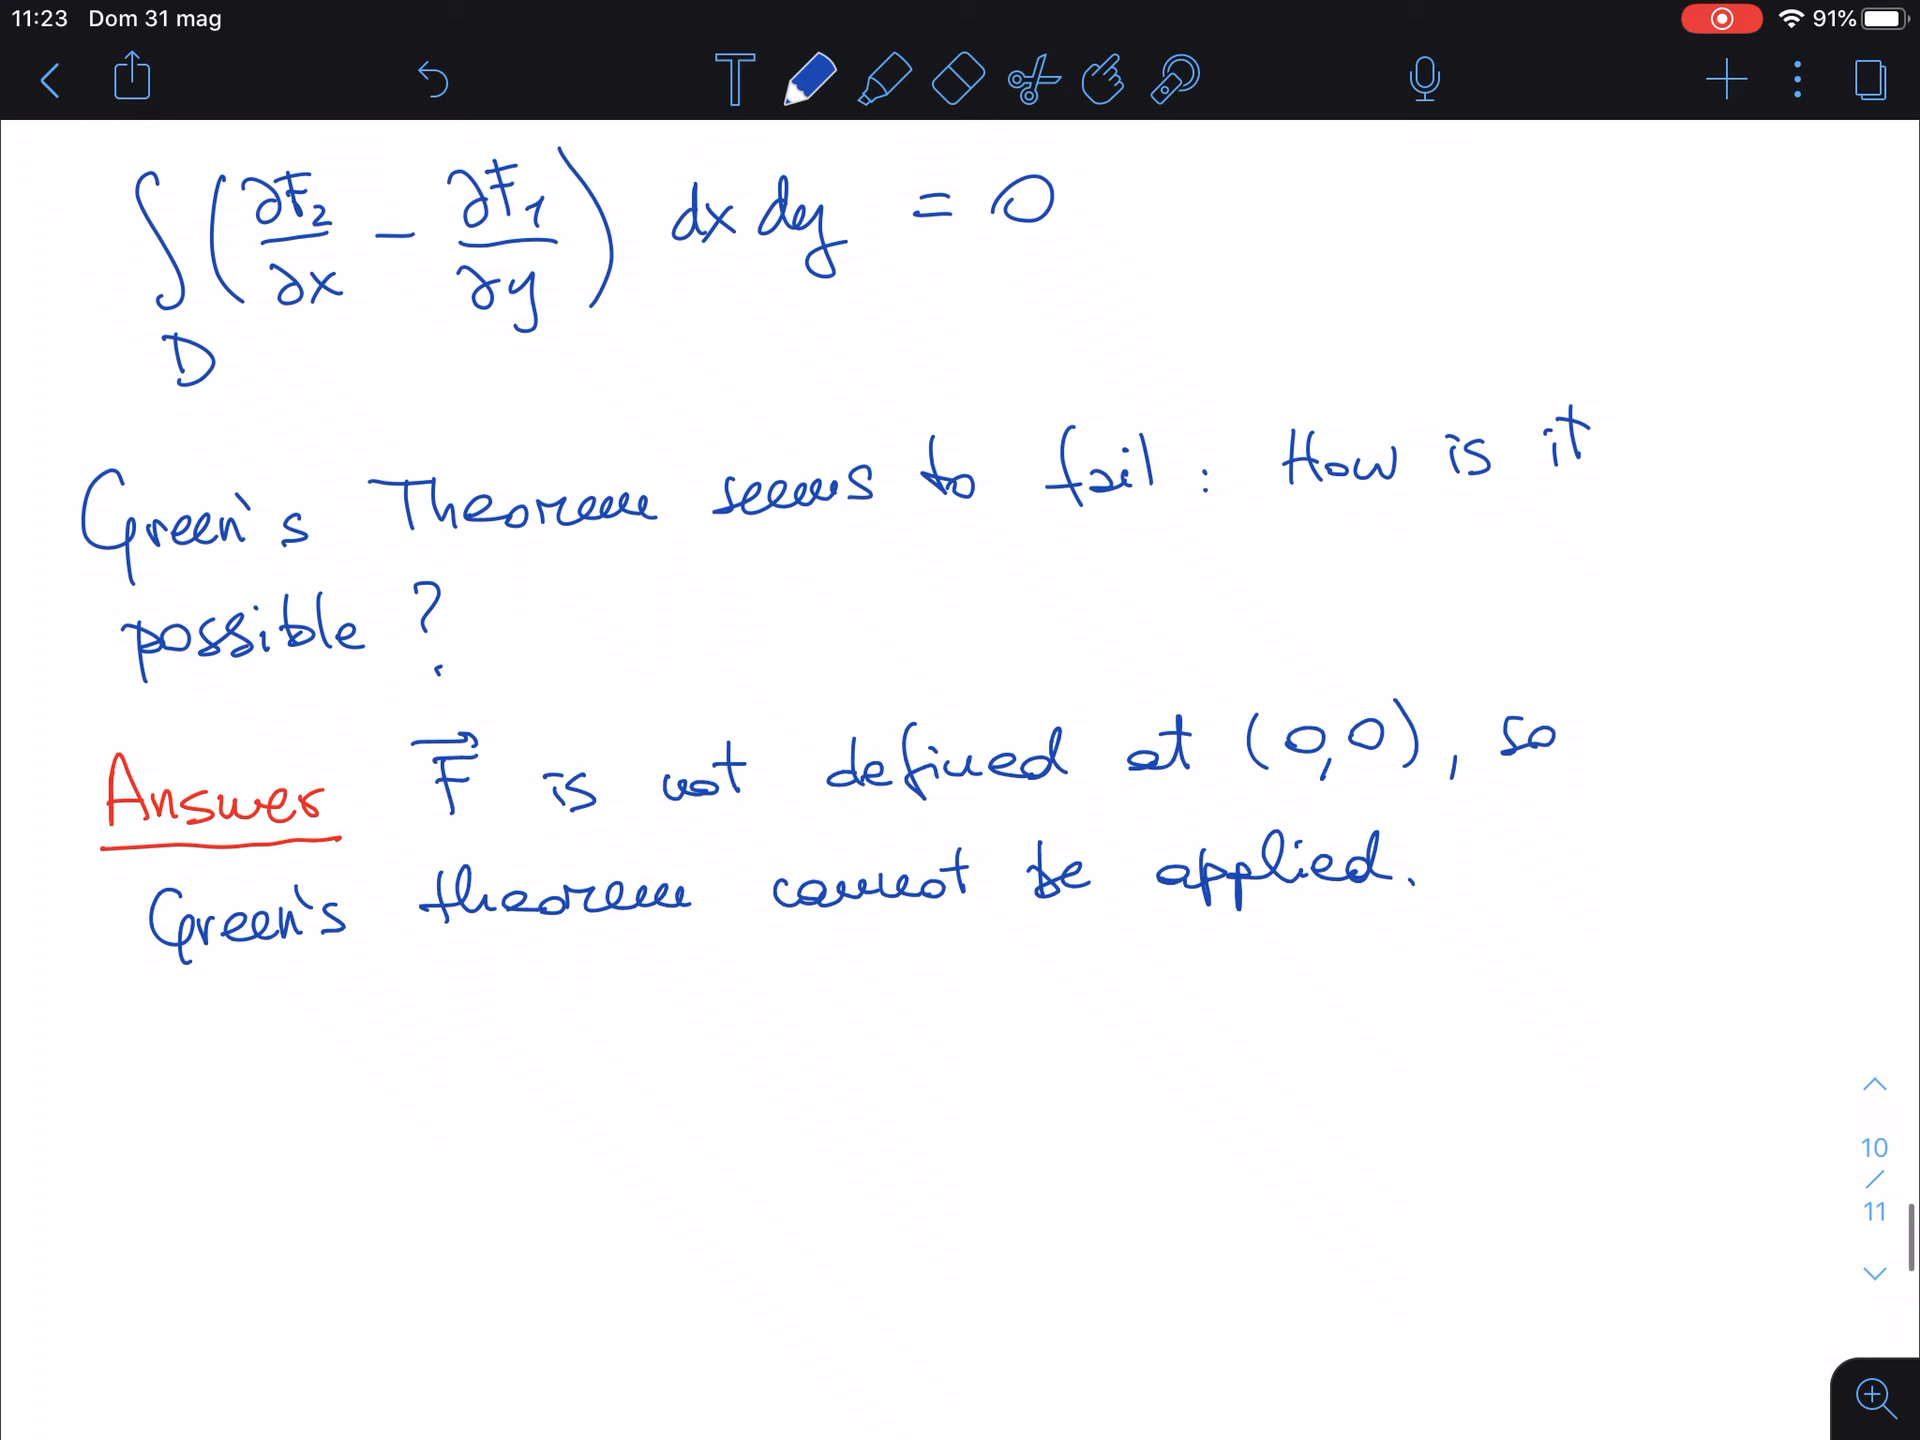 11:23 Dom 31 mag 91%
T
∫_D (∂F₂/∂x − ∂F₁/∂y) dx dy = 0
Green's Theorem seems to fail : How is it
possible ?
Answer F⃗ is not defined at (0,0), so
Green's theorem cannot be applied.
10
/
11